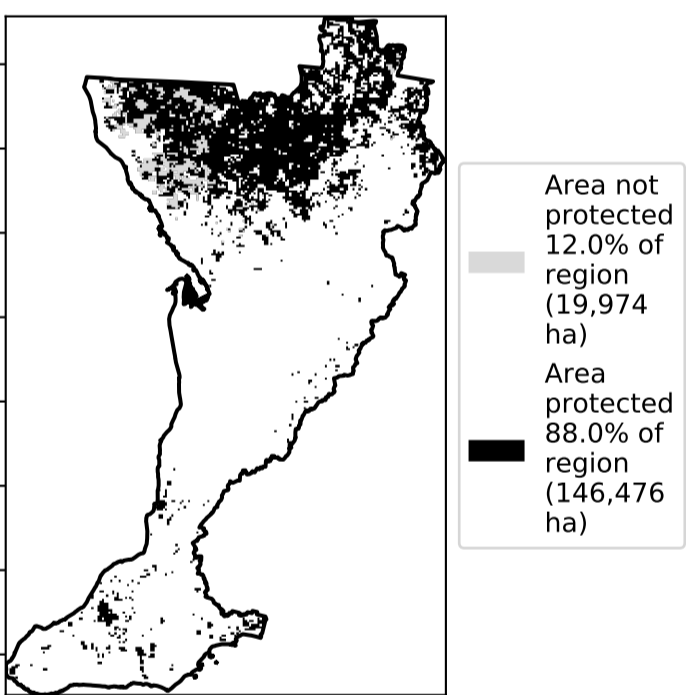 Area not
protected
12.0% of
region
(19,974
ha)
Area
protected
88.0% of
region
(146,476
ha)